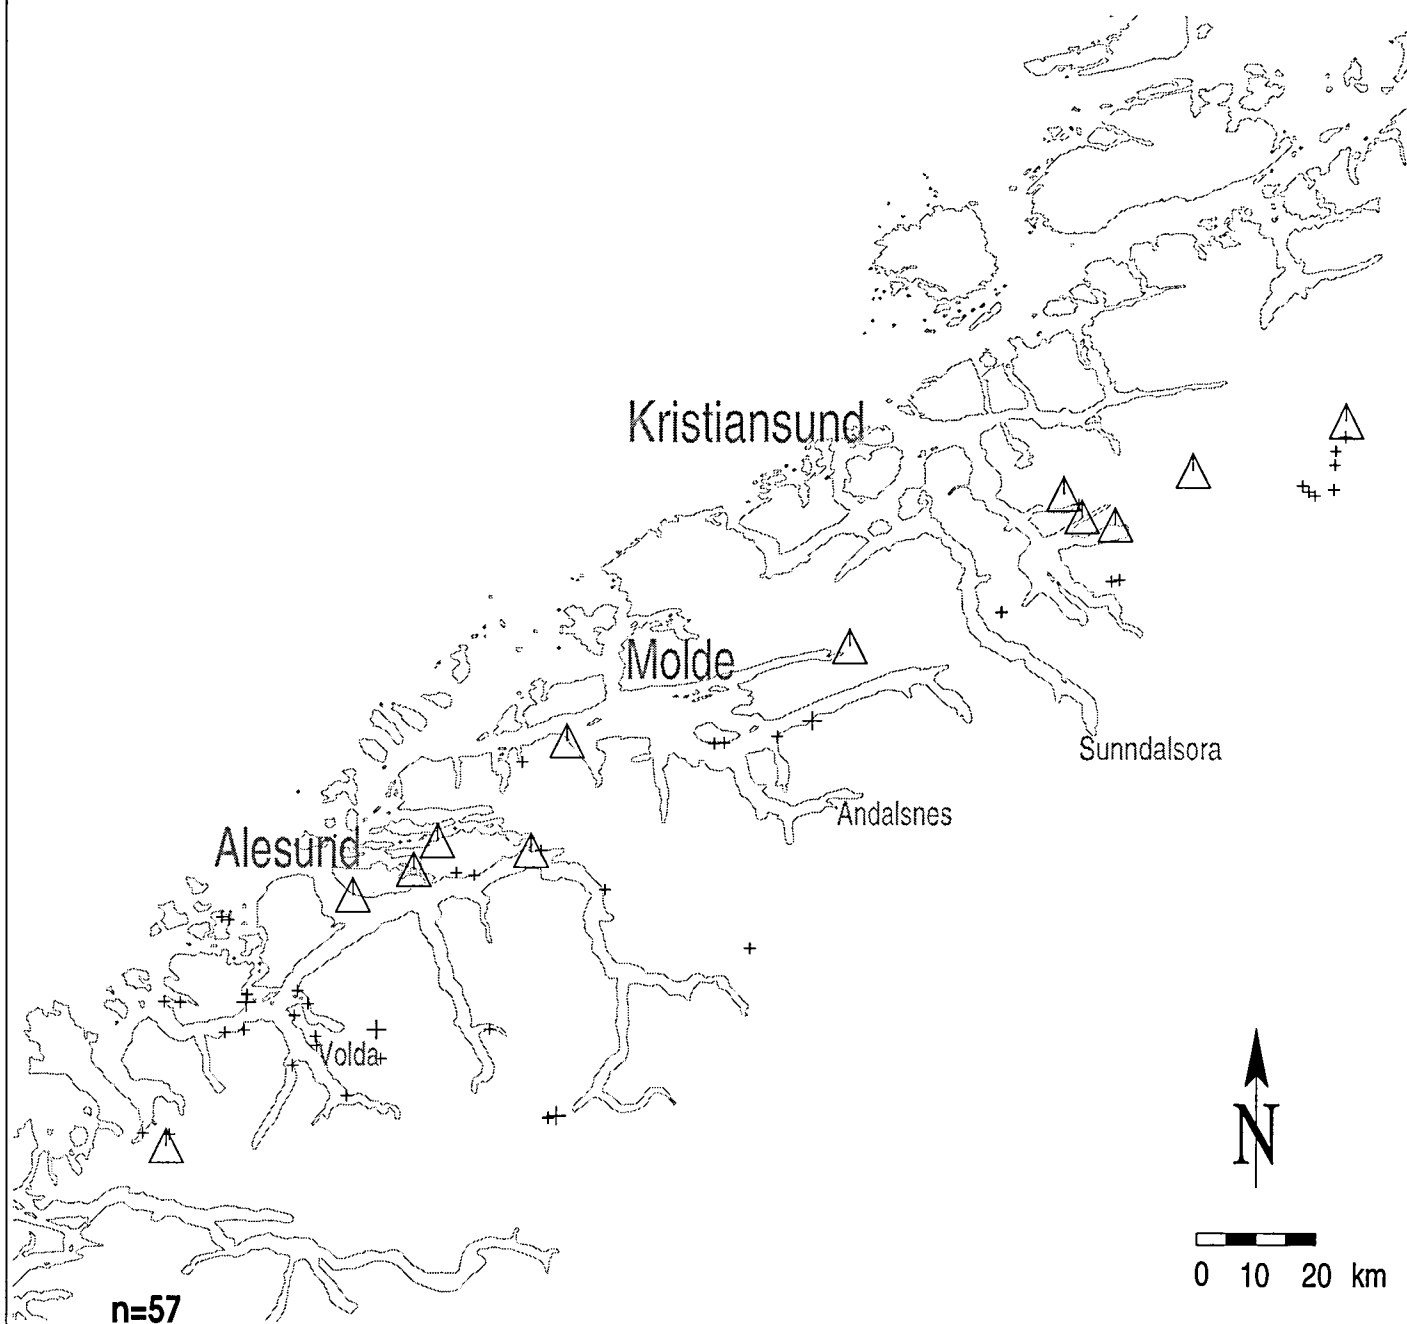 Kristiansund
Molde
Sunndalsora
Andalsnes
Alesund
Volda
N
0 10 20 km
n=57